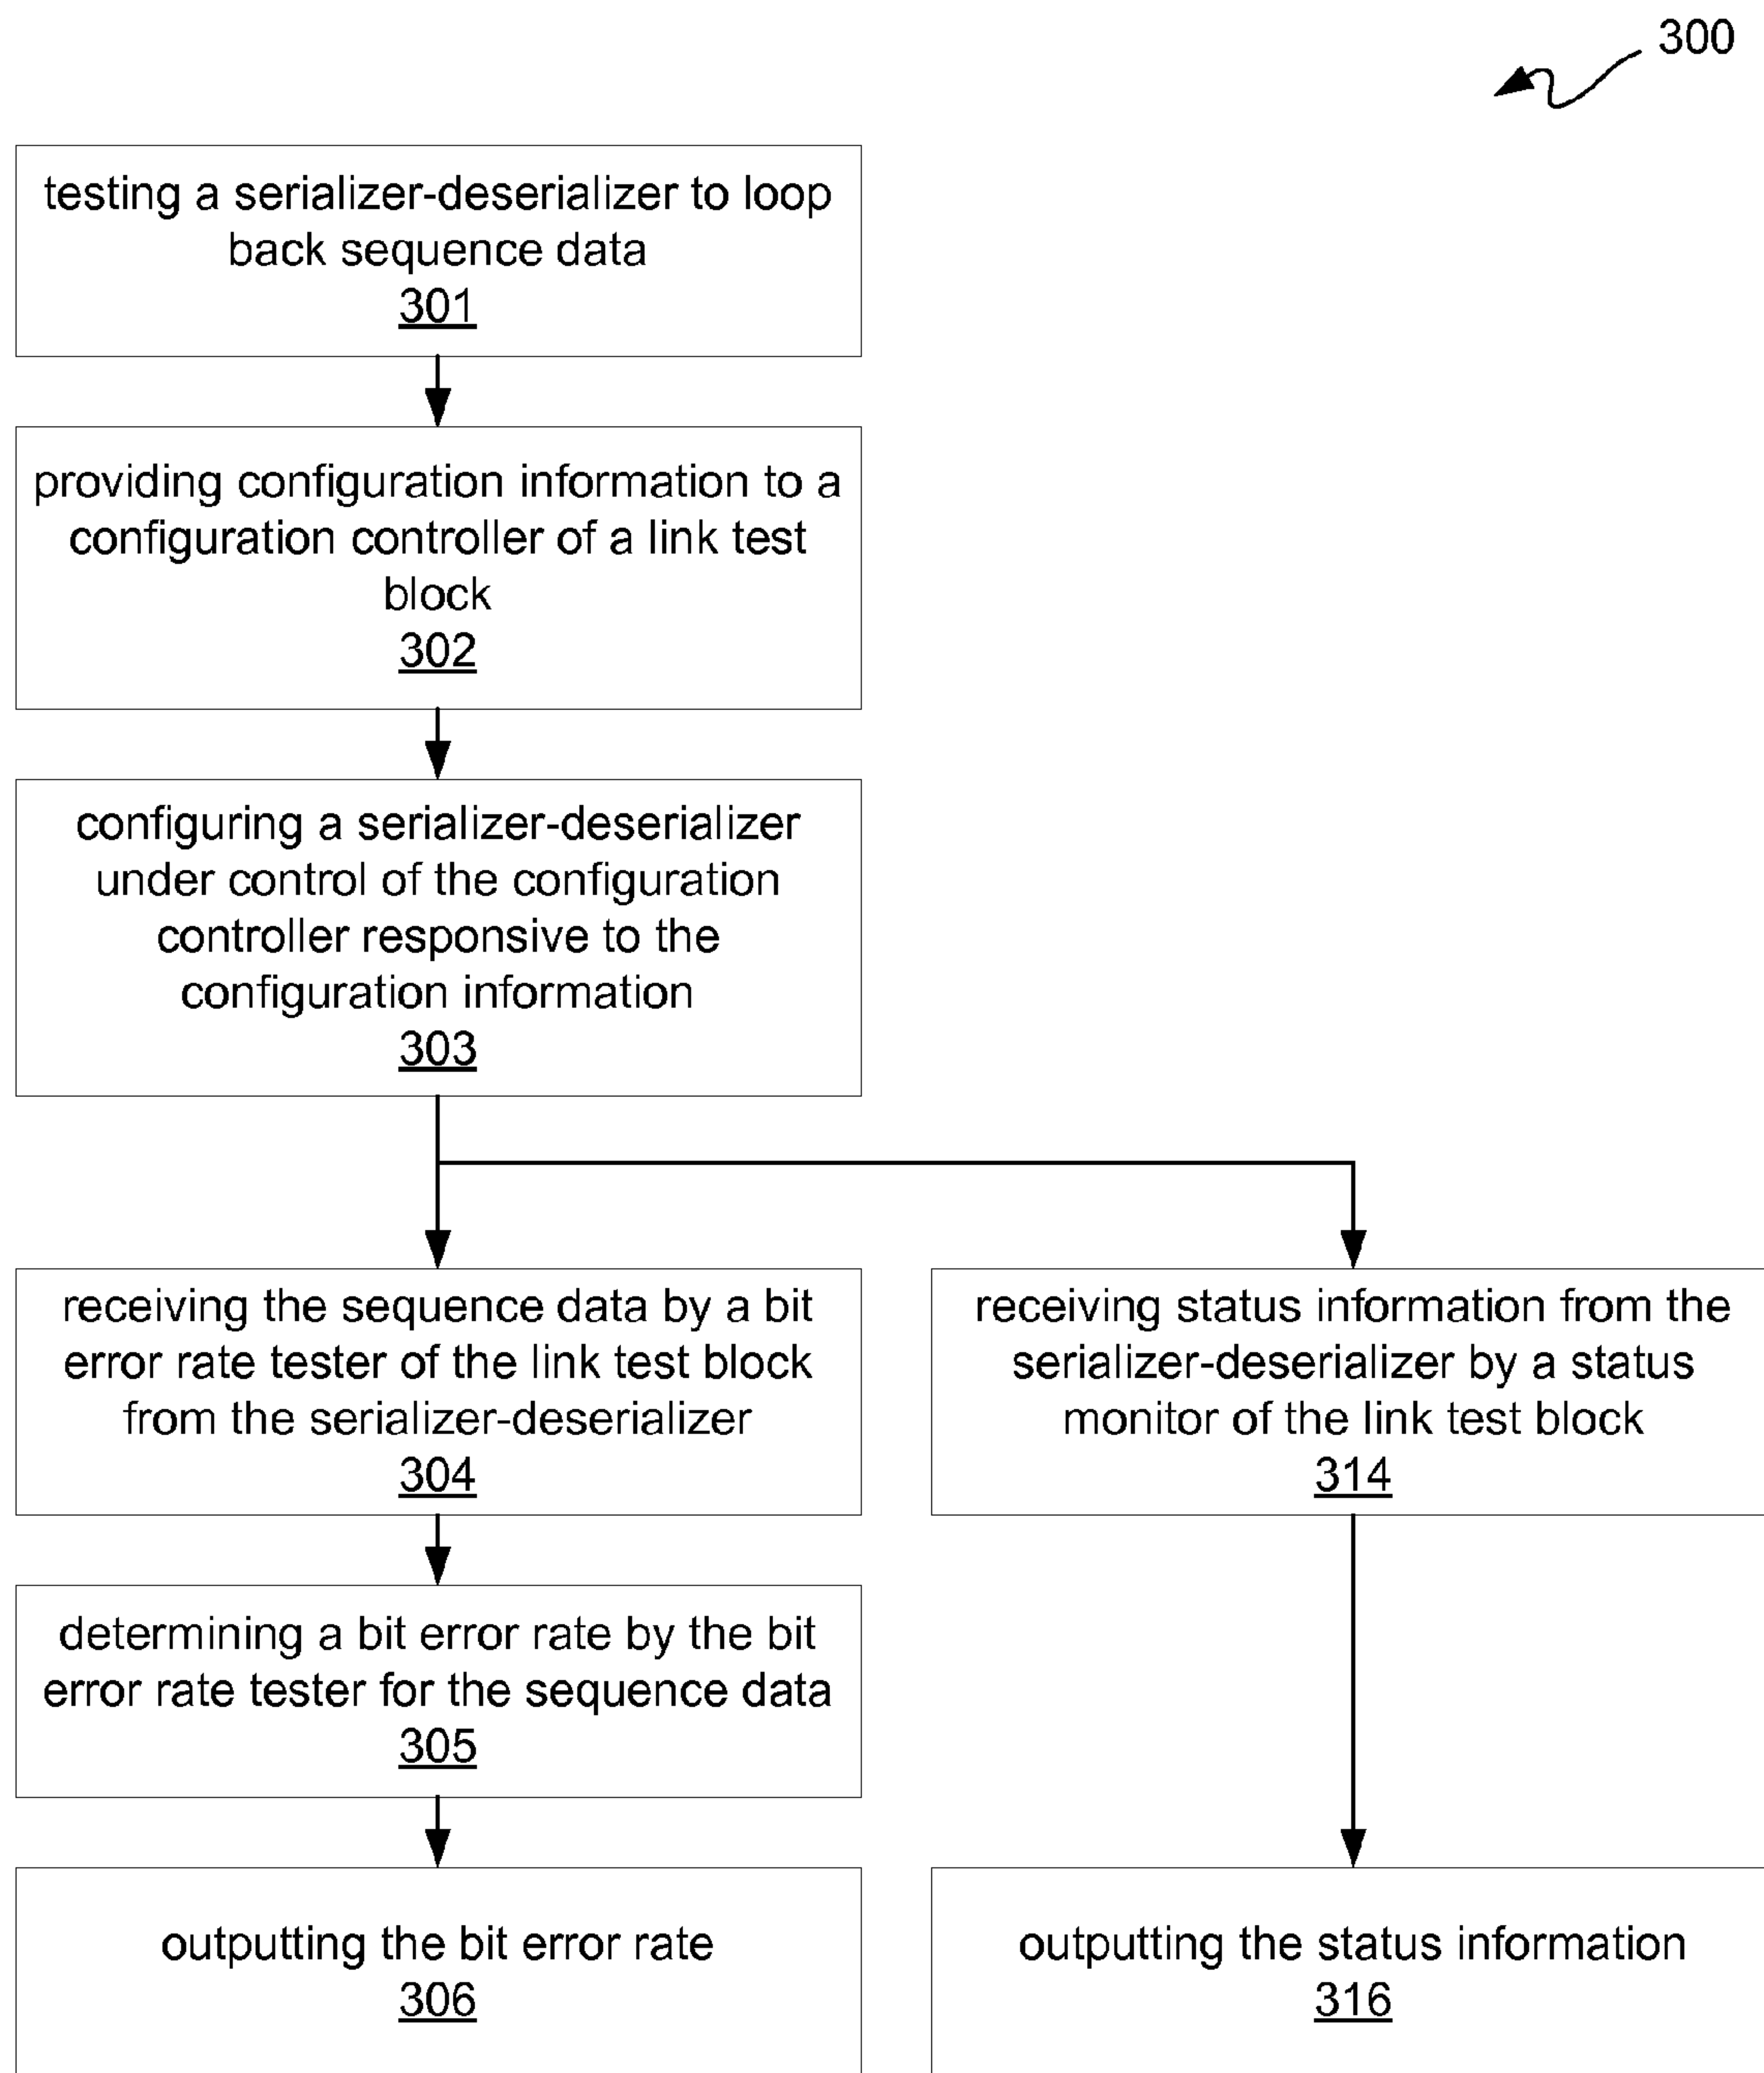 300
testing a serializer-deserializer to loop
back sequence data
301
providing configuration information to a
configuration controller of a link test
block
302
configuring a serializer-deserializer
under control of the configuration
controller responsive to the
configuration information
303
receiving the sequence data by a bit
error rate tester of the link test block
from the serializer-deserializer
304
receiving status information from the
serializer-deserializer by a status
monitor of the link test block
314
determining a bit error rate by the bit
error rate tester for the sequence data
305
outputting the bit error rate
306
outputting the status information
316